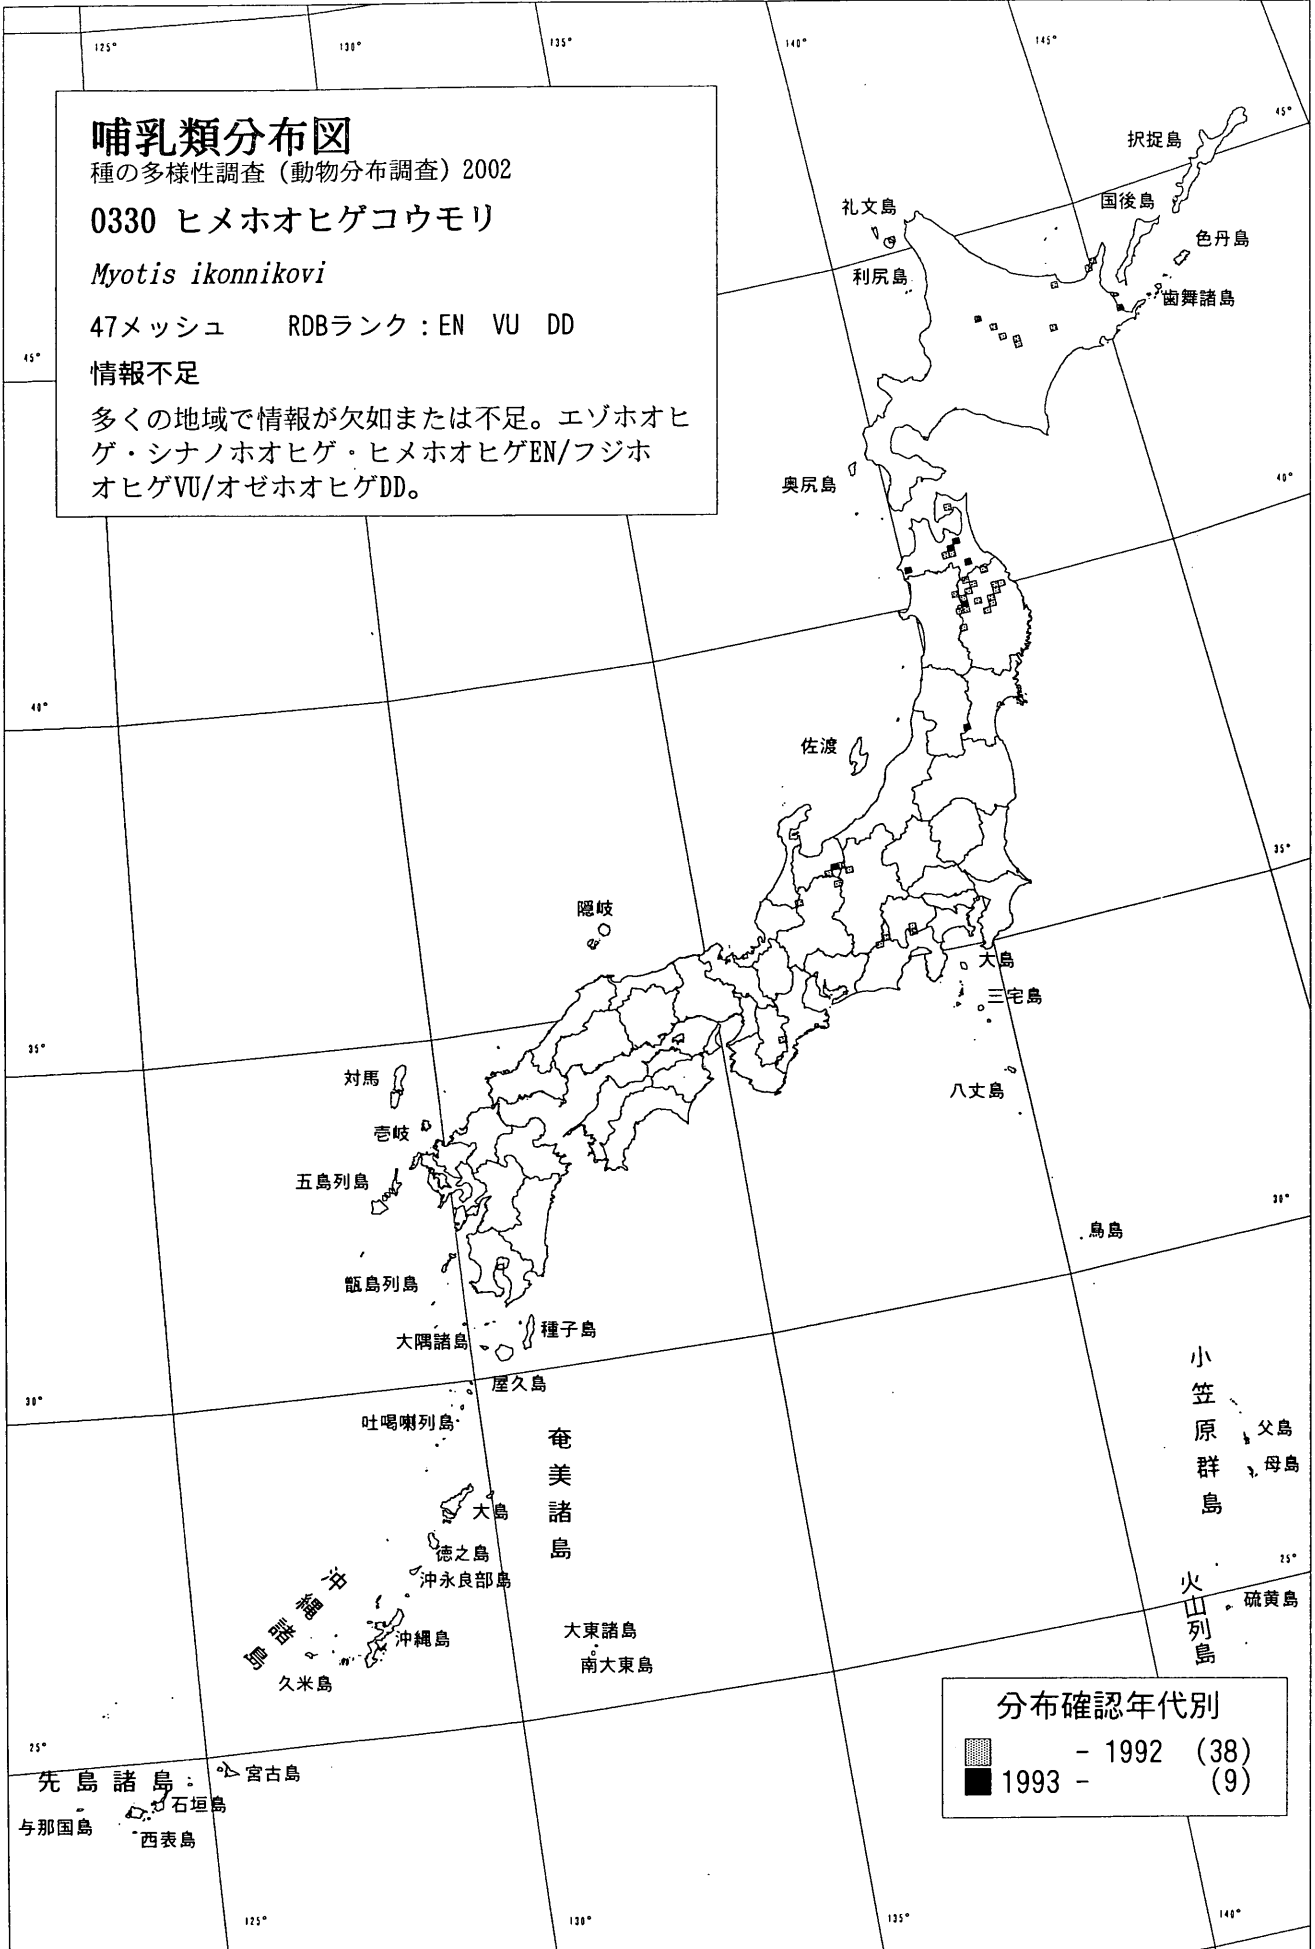 125°
130°
135°
140°
145°
哺乳類分布図
種の多様性調査（動物分布調査）2002
0330 ヒメホオヒゲコウモリ
Myotis ikonnikovi
47メッシュ　RDBランク：EN　VU　DD
情報不足
多くの地域で情報が欠如または不足。エゾホオヒ
ゲ・シナノホオヒゲ・ヒメホオヒゲEN/フジホ
オヒゲVU/オゼホオヒゲDD。
45°
択捉島
国後島
礼文島
色丹島
利尻島
歯舞諸島
45°
奥尻島
40°
40°
佐渡
35°
隠岐
大島
三宅島
35°
対馬
八丈島
壱岐
五島列島
30°
鳥島
甑島列島
大隅諸島
種子島
屋久島
30°
吐喝喇列島
奄美諸島
小笠原群島
父島
母島
大島
徳之島
沖永良部島
沖縄諸島
25°
火山列島
硫黄島
沖縄島
久米島
大東諸島
南大東島
25°
先島諸島
宮古島
石垣島
与那国島
西表島
分布確認年代別
- 1992 (38)
1993 - (9)
125°
130°
135°
140°